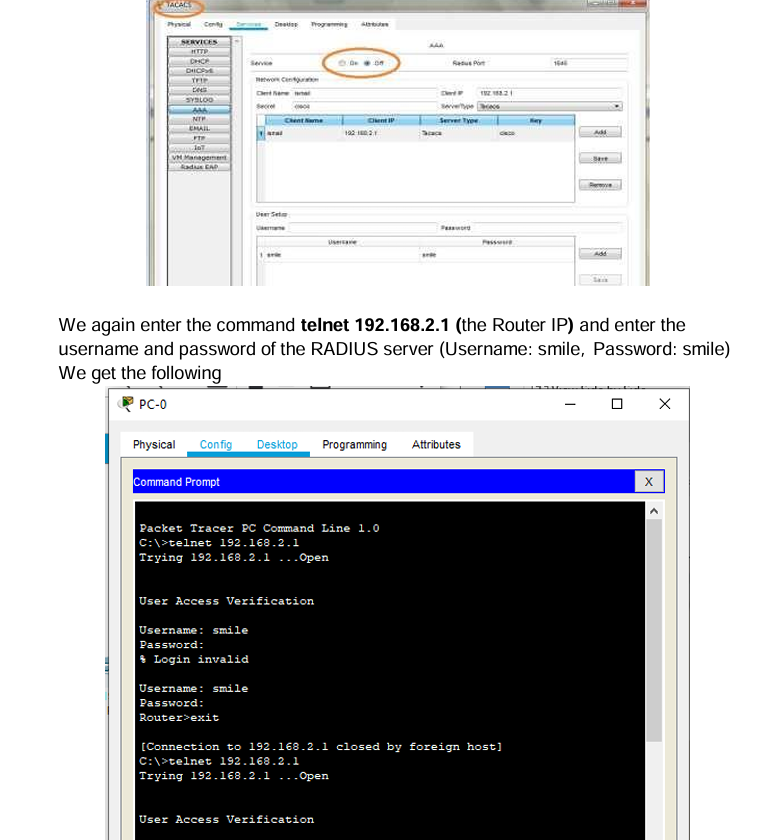 TACACS
Physical Config Services Desktop Programming Attributes
SERVICES
HTTP
DHCP
DHCPv6
TFTP
DNS
SYSLOG
AAA
NTP
EMAIL
FTP
IoT
VM Management
Radius EAP
AAA
Service On Off Radius Port 1645
Network Configuration
Client Name ismail Client IP 192.168.2.1
Secret cisco ServerType Tacacs
Client Name Client IP Server Type Key
1 ismail 192.168.2.1 Tacacs cisco
Add
Save
Remove
User Setup
Username Password
Username Password
1 smile smile
Add
Save
We again enter the command telnet 192.168.2.1 (the Router IP) and enter the
username and password of the RADIUS server (Username: smile, Password: smile)
We get the following
PC-0
Physical Config Desktop Programming Attributes
Command Prompt X
Packet Tracer PC Command Line 1.0
C:\>telnet 192.168.2.1
Trying 192.168.2.1 ...Open
User Access Verification
Username: smile
Password:
% Login invalid
Username: smile
Password:
Router>exit
[Connection to 192.168.2.1 closed by foreign host]
C:\>telnet 192.168.2.1
Trying 192.168.2.1 ...Open
User Access Verification